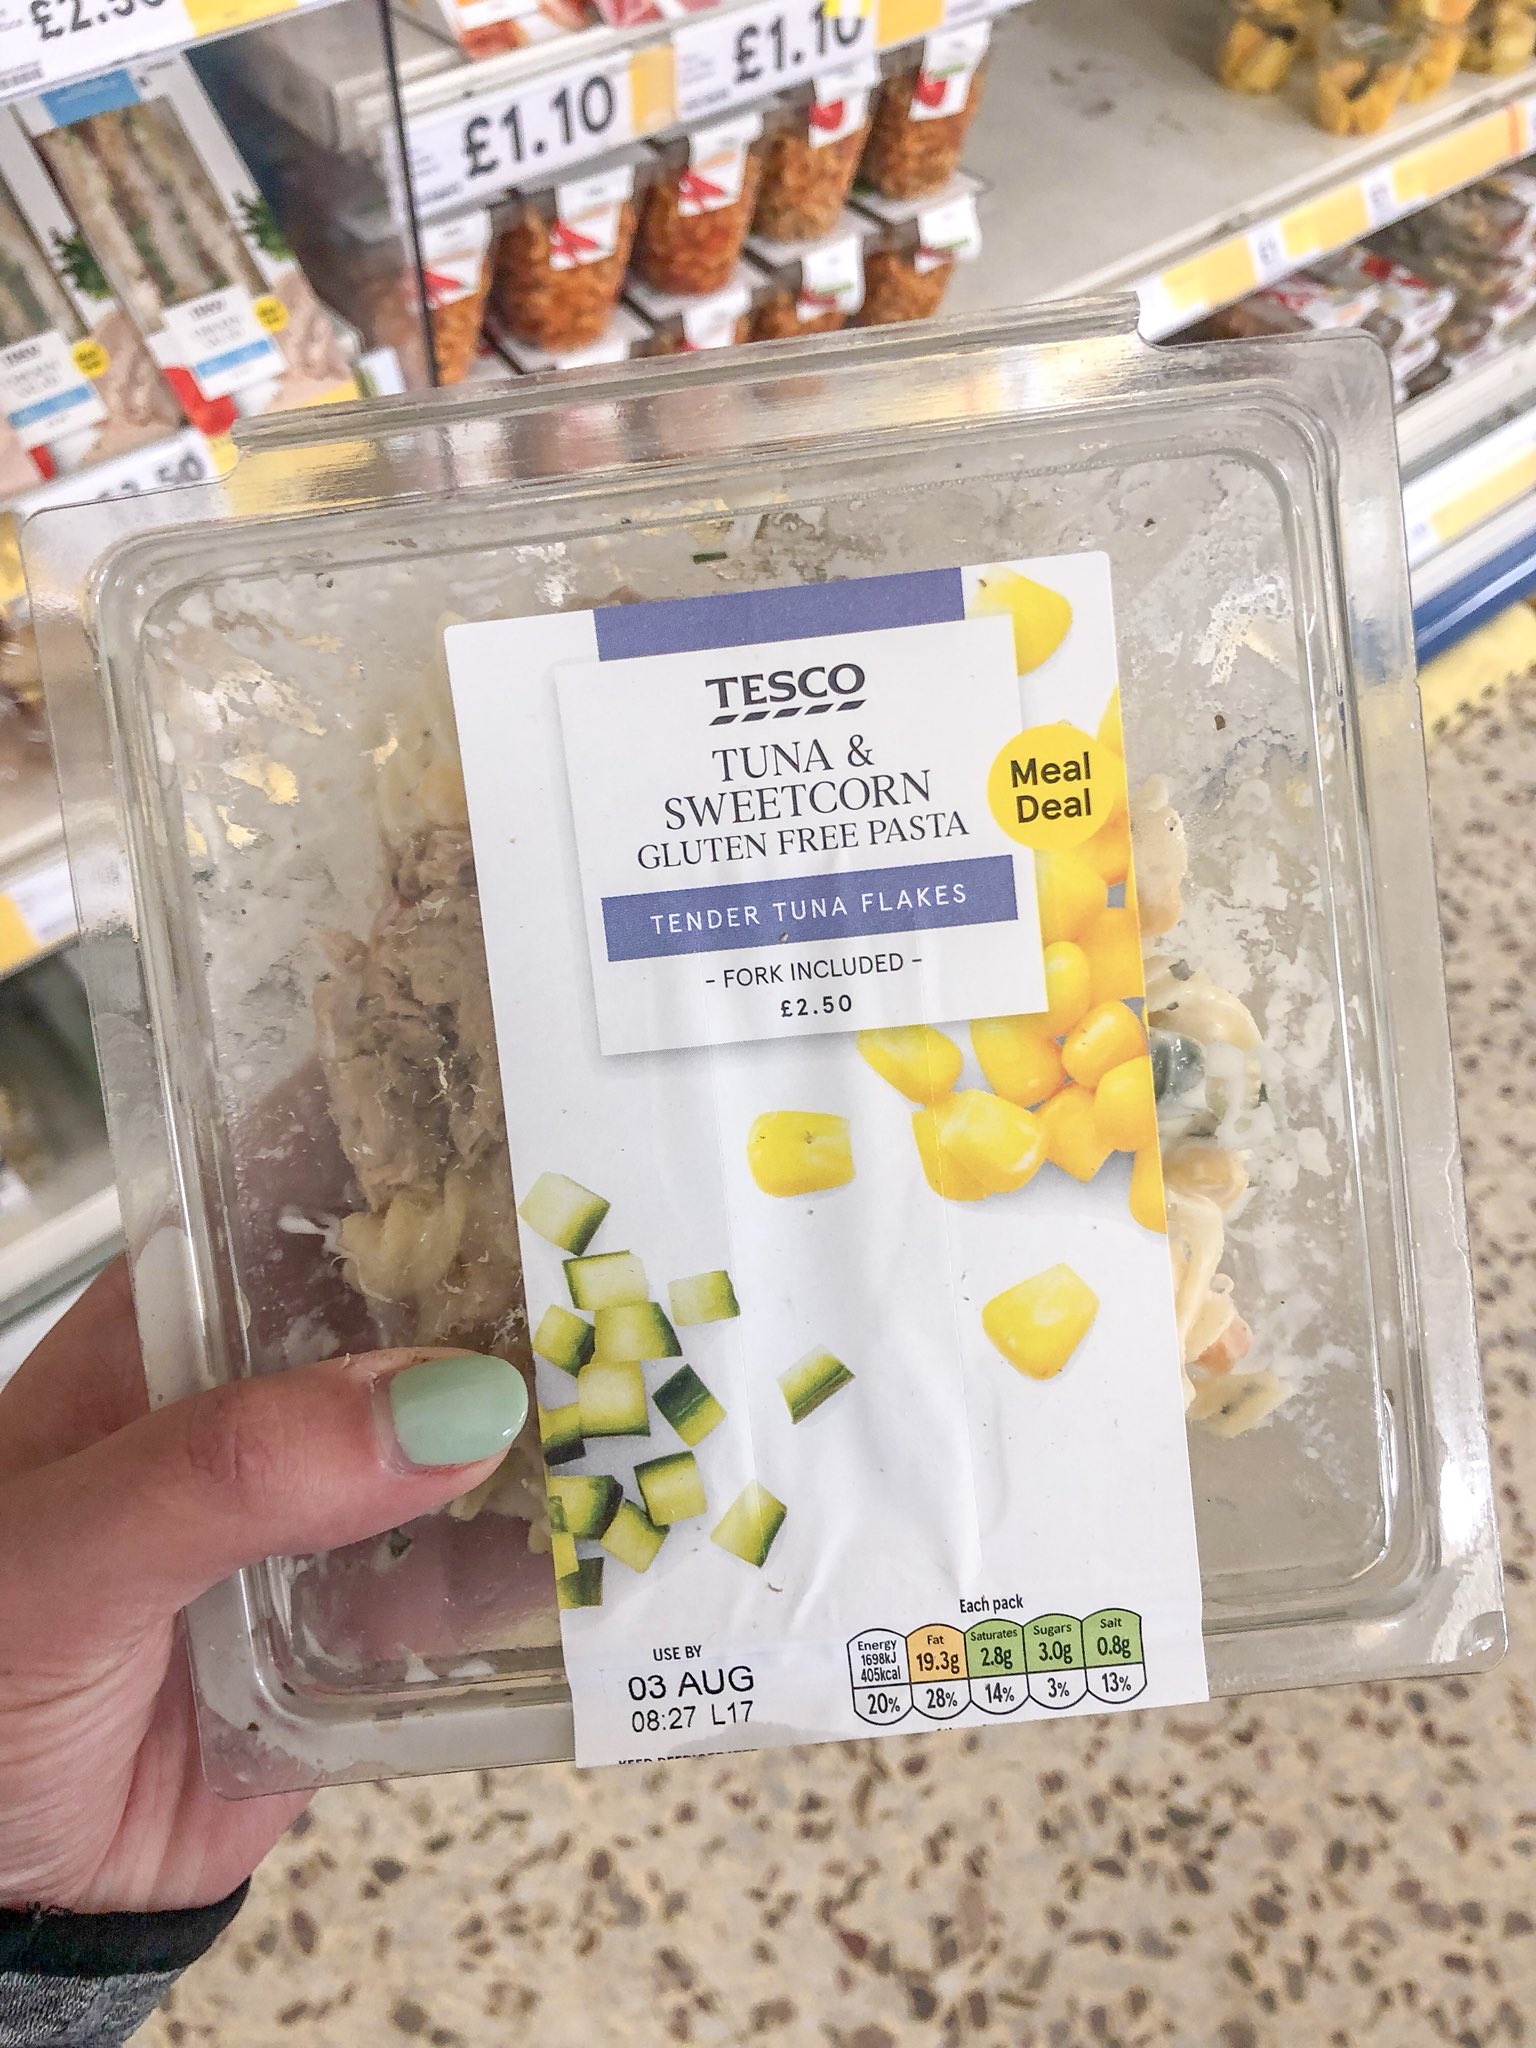 £1.10
£1.10
TESCO
TUNA &
SWEETCORN
GLUTEN FREE PASTA
Meal
Deal
TENDER TUNA FLAKES
- FORK INCLUDED -
£2.50
Each pack
Energy
1698kJ
405kcal
20%
Fat
19.3g
28%
Saturates
2.8g
14%
Sugars
3.0g
3%
Salt
0.8g
13%
USE BY
03 AUG
08:27 L17